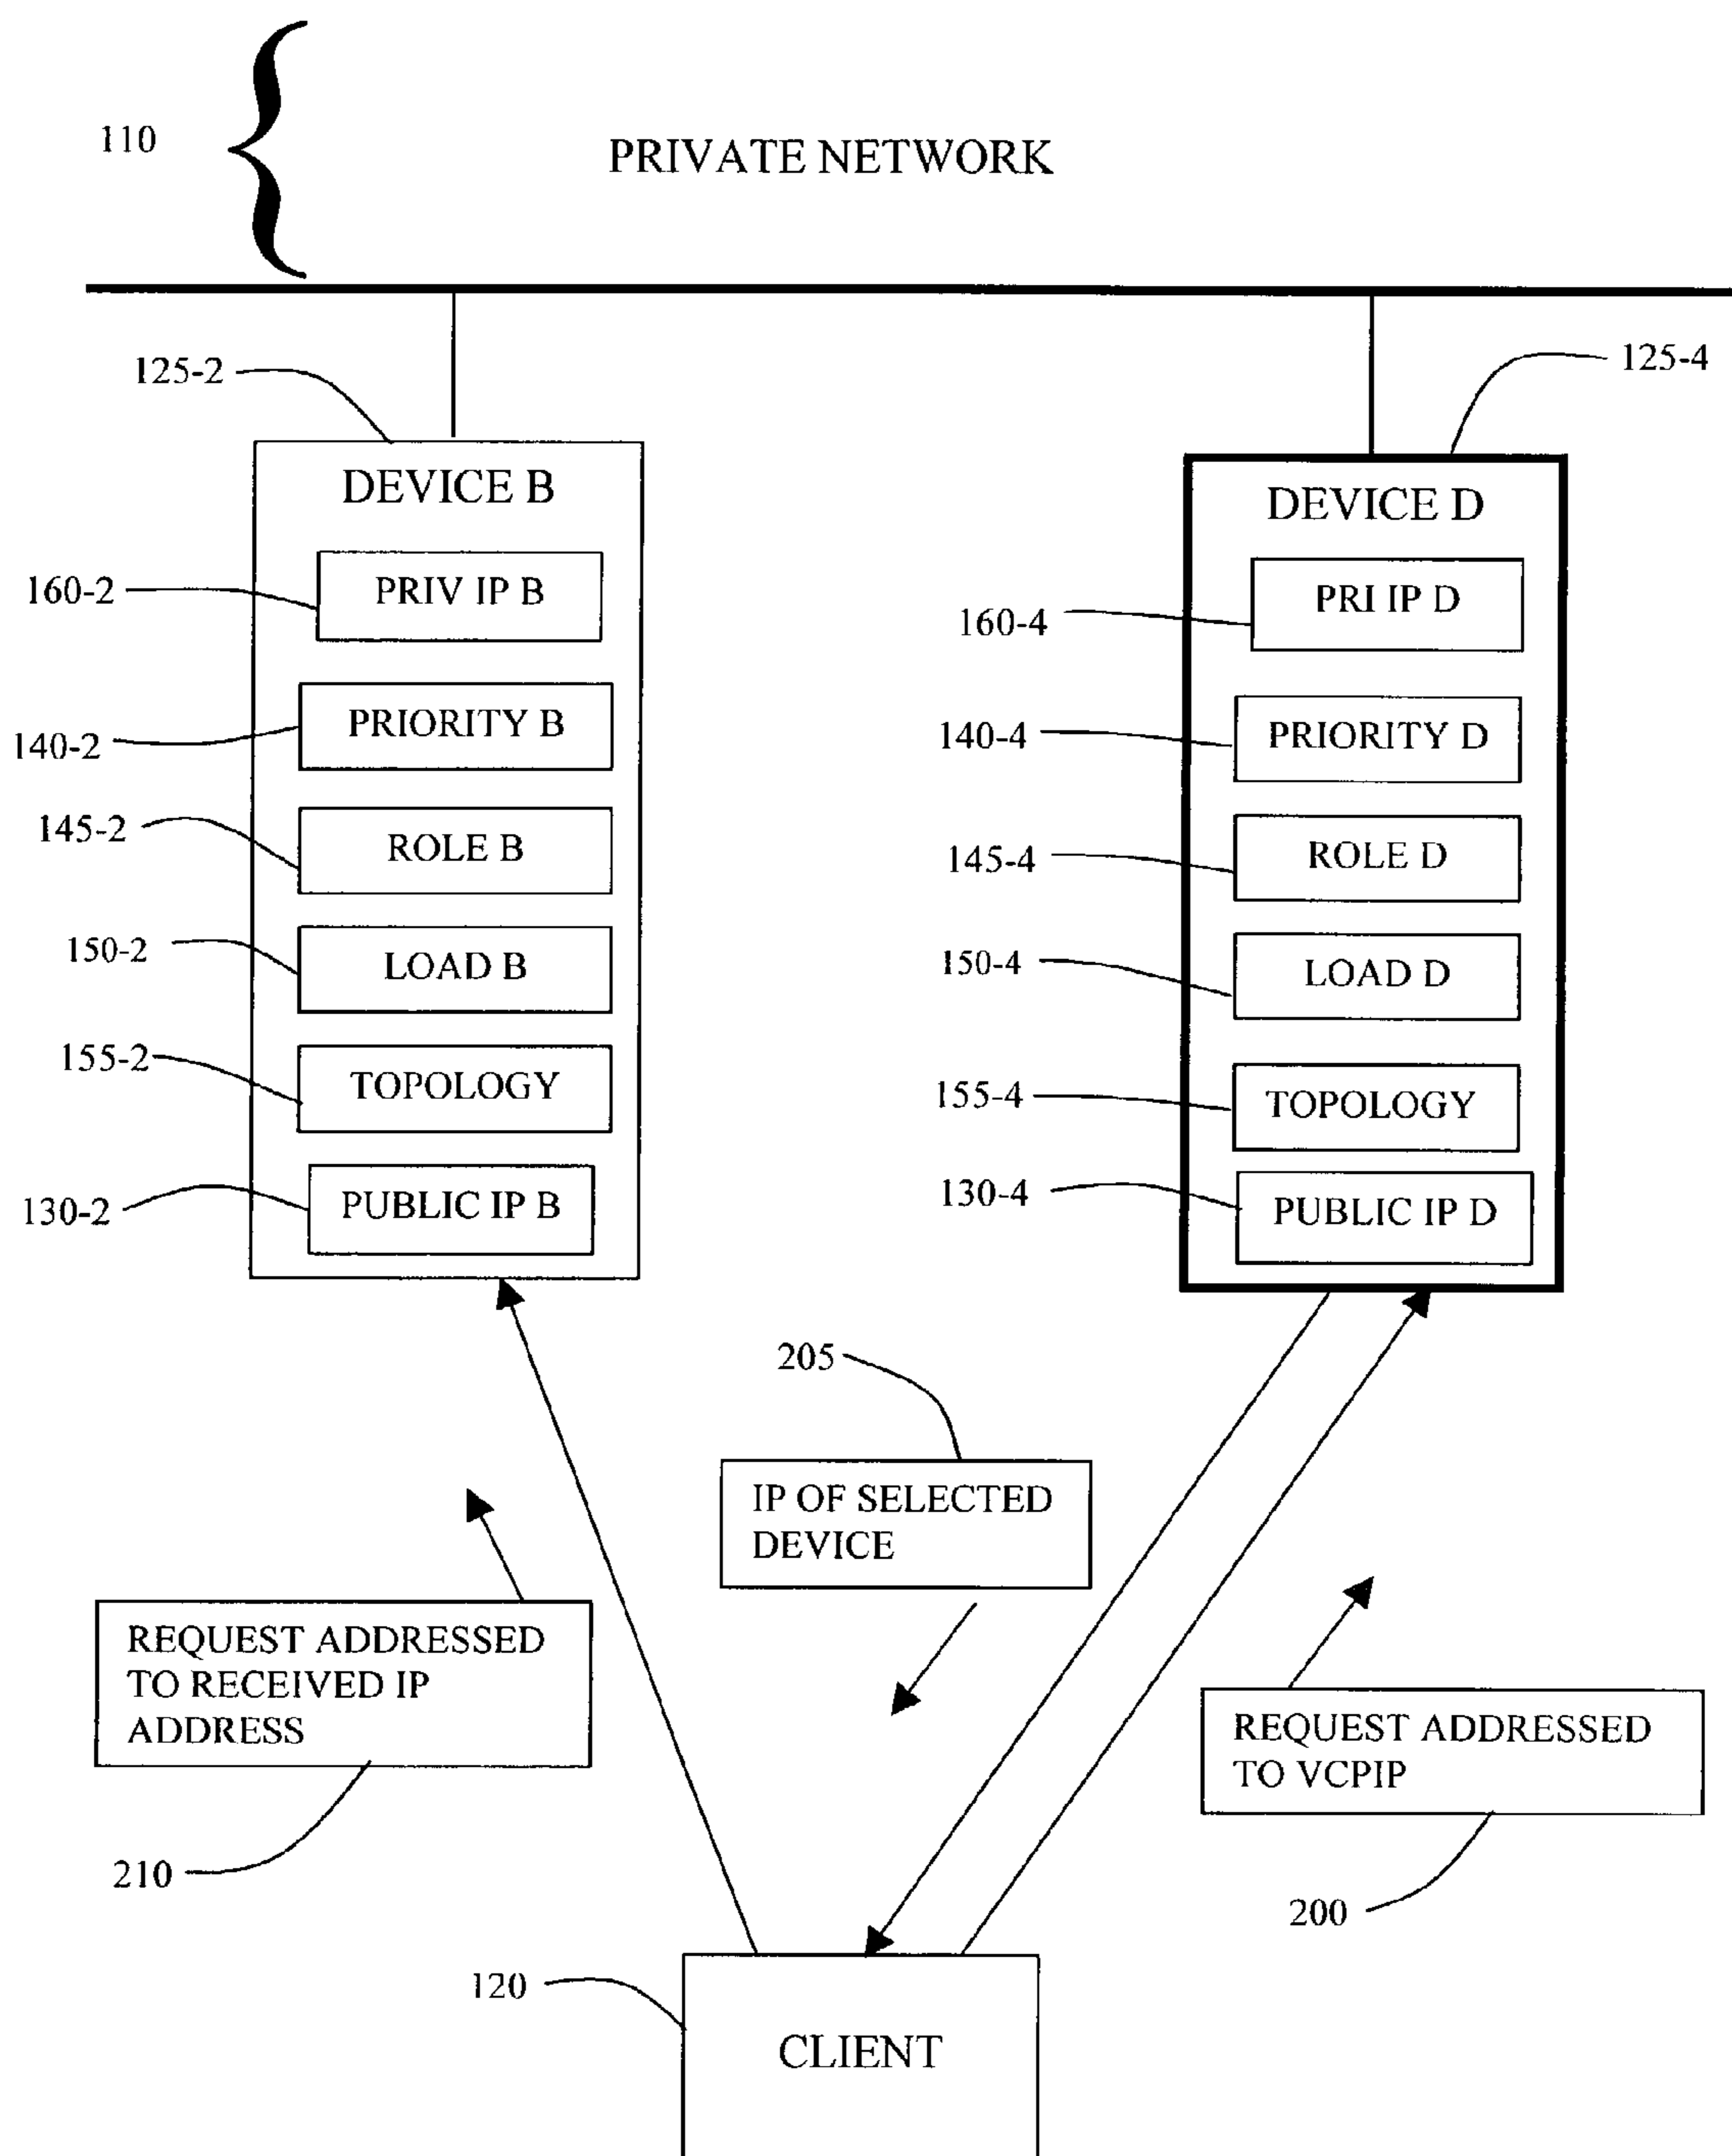 110
PRIVATE NETWORK
125-2
125-4
DEVICE B
PRIV IP B
160-2
PRIORITY B
140-2
ROLE B
145-2
LOAD B
150-2
TOPOLOGY
155-2
PUBLIC IP B
130-2
DEVICE D
PRI IP D
160-4
PRIORITY D
140-4
ROLE D
145-4
LOAD D
150-4
TOPOLOGY
155-4
PUBLIC IP D
130-4
205
IP OF SELECTED
DEVICE
REQUEST ADDRESSED
TO RECEIVED IP
ADDRESS
210
REQUEST ADDRESSED
TO VCPIP
200
120
CLIENT